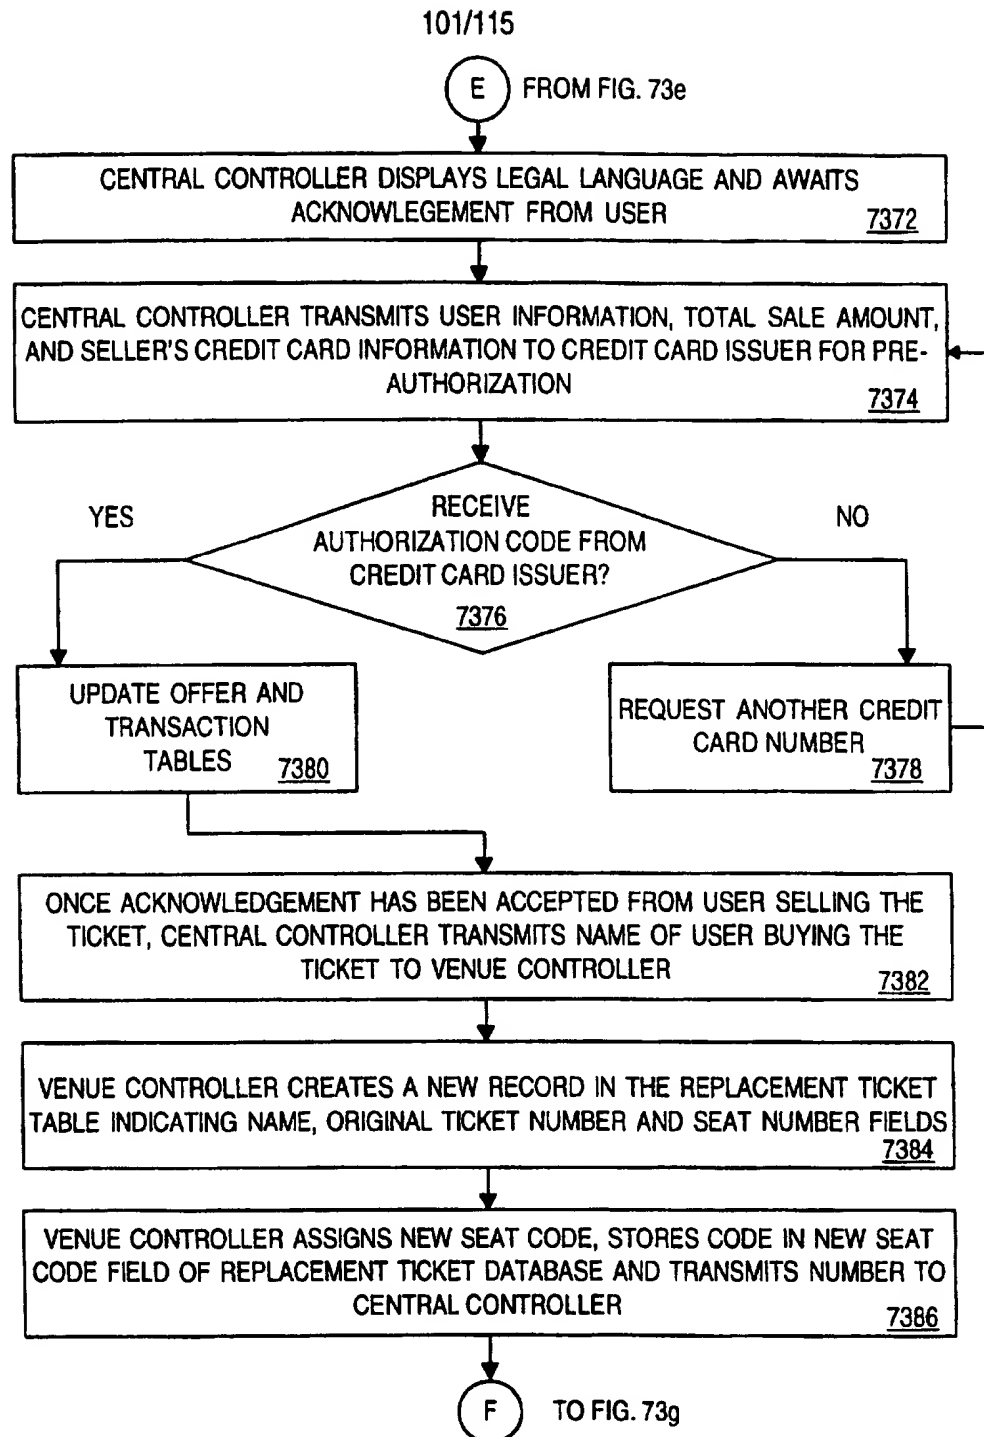 101/115
E FROM FIG. 73e
CENTRAL CONTROLLER DISPLAYS LEGAL LANGUAGE AND AWAITS
ACKNOWLEGEMENT FROM USER 7372
CENTRAL CONTROLLER TRANSMITS USER INFORMATION, TOTAL SALE AMOUNT,
AND SELLER'S CREDIT CARD INFORMATION TO CREDIT CARD ISSUER FOR PRE-
AUTHORIZATION
7374
RECEIVE
AUTHORIZATION CODE FROM
CREDIT CARD ISSUER?
7376
YES
NO
UPDATE OFFER AND
TRANSACTION
TABLES 7380
REQUEST ANOTHER CREDIT
CARD NUMBER
7378
ONCE ACKNOWLEDGEMENT HAS BEEN ACCEPTED FROM USER SELLING THE
TICKET, CENTRAL CONTROLLER TRANSMITS NAME OF USER BUYING THE
TICKET TO VENUE CONTROLLER 7382
VENUE CONTROLLER CREATES A NEW RECORD IN THE REPLACEMENT TICKET
TABLE INDICATING NAME, ORIGINAL TICKET NUMBER AND SEAT NUMBER FIELDS
7384
VENUE CONTROLLER ASSIGNS NEW SEAT CODE, STORES CODE IN NEW SEAT
CODE FIELD OF REPLACEMENT TICKET DATABASE AND TRANSMITS NUMBER TO
CENTRAL CONTROLLER 7386
F TO FIG. 73g